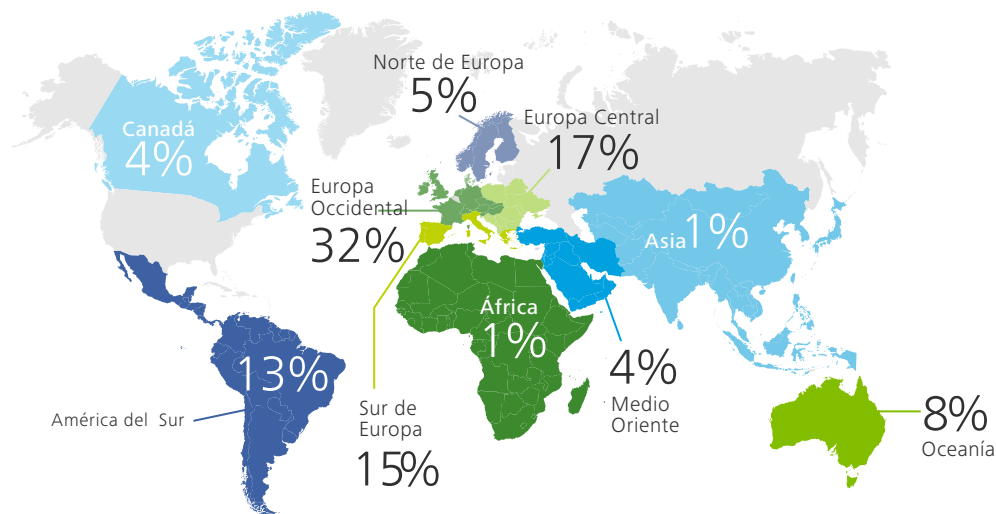 Norte de Europa
5%
Canadá
4%
Europa Central
17%
Europa
Occidental
32%
Asia 1%
África
1%
13%
América del Sur
Sur de
Europa
15%
4%
Medio
Oriente
8%
Oceanía